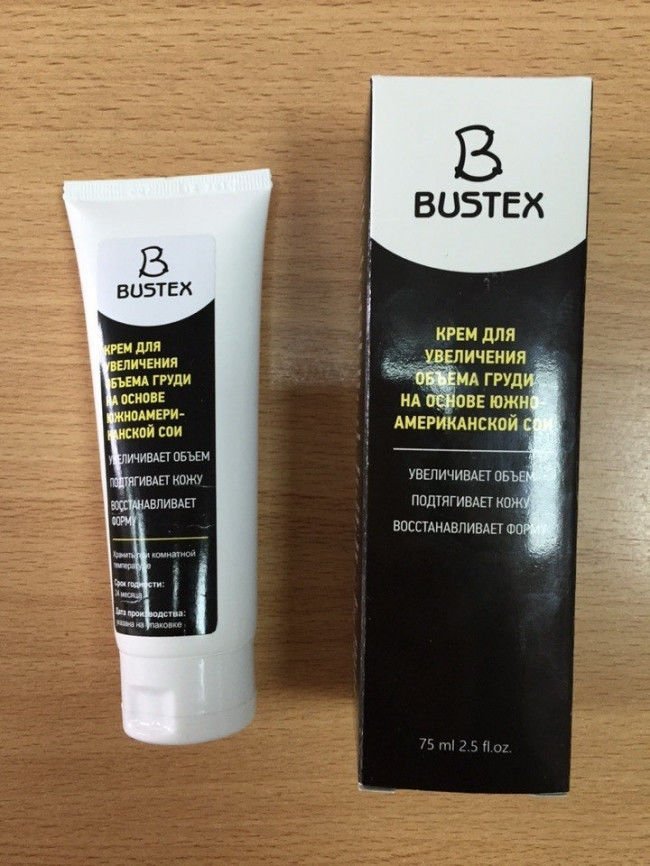 BUSTEX
КРЕМ ДЛЯ
УВЕЛИЧЕНИЯ
ОБЪЕМА ГРУДИ
НА ОСНОВЕ
ЮЖНОАМЕРИ-
КАНСКОЙ СОИ
УВЕЛИЧИВАЕТ ОБЪЕМ
ПОДТЯГИВАЕТ КОЖУ
ВОССТАНАВЛИВАЕТ
ФОРМУ
Хранить при комнатной
температуре
Срок годности:
24 месяца
Дата производства:
указана на упаковке
B
BUSTEX
КРЕМ ДЛЯ
УВЕЛИЧЕНИЯ
ОБЪЕМА ГРУДИ
НА ОСНОВЕ ЮЖНО-
АМЕРИКАНСКОЙ СОИ
УВЕЛИЧИВАЕТ ОБЪЕМ
ПОДТЯГИВАЕТ КОЖУ
ВОССТАНАВЛИВАЕТ ФОРМУ
75 ml 2.5 fl.oz.